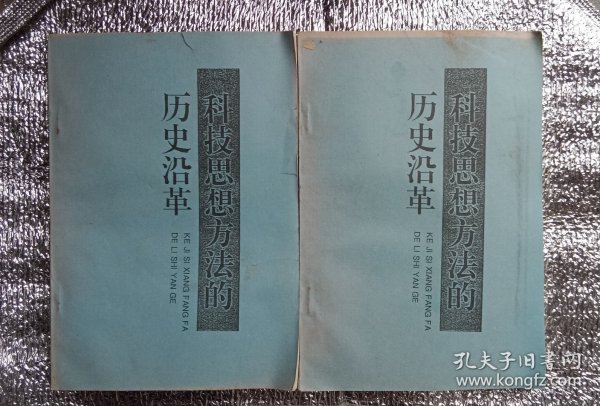 科技思想方法的
历史沿革
KE JI SI XIANG FANG FA
DE LI SHI YAN GE
科技思想方法的
历史沿革
KE JI SI XIANG FANG FA
DE LI SHI YAN GE
孔夫子旧书网
www.kongfz.com